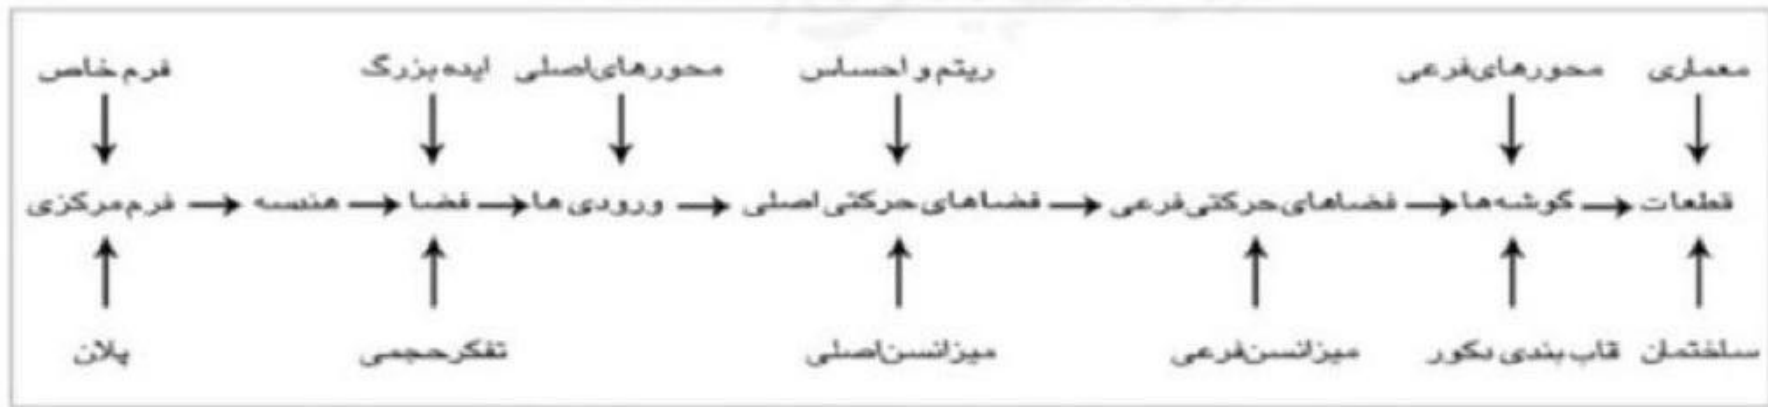 فرم خاص ایده بزرگ محورهای اصلی ریتم و احساس محورهای فرعی معماری
فرم مرکزی → هندسه → فضا → ورودی ها → فضاهای حرکتی اصلی → فضاهای حرکتی فرعی → گوشه ها → قطعات
پلان تفکر حجمی میزانسن اصلی میزانسن فرعی قاب بندی دکور ساختمان